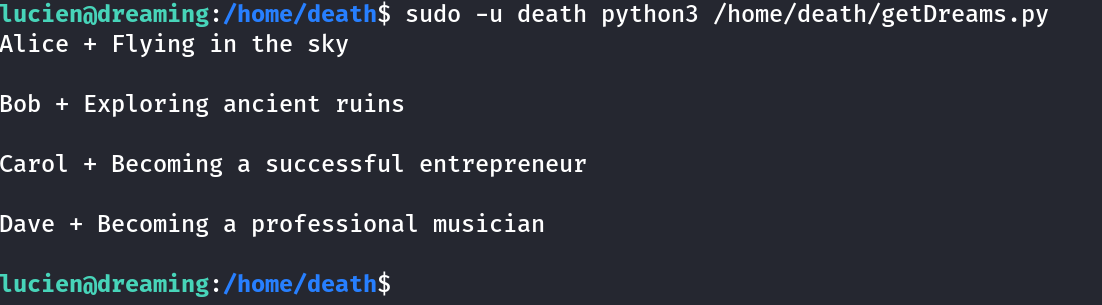 lucien@dreaming:/home/death$ sudo -u death python3 /home/death/getDreams.py
Alice + Flying in the sky
Bob + Exploring ancient ruins
Carol + Becoming a successful entrepreneur
Dave + Becoming a professional musician
lucien@dreaming:/home/death$